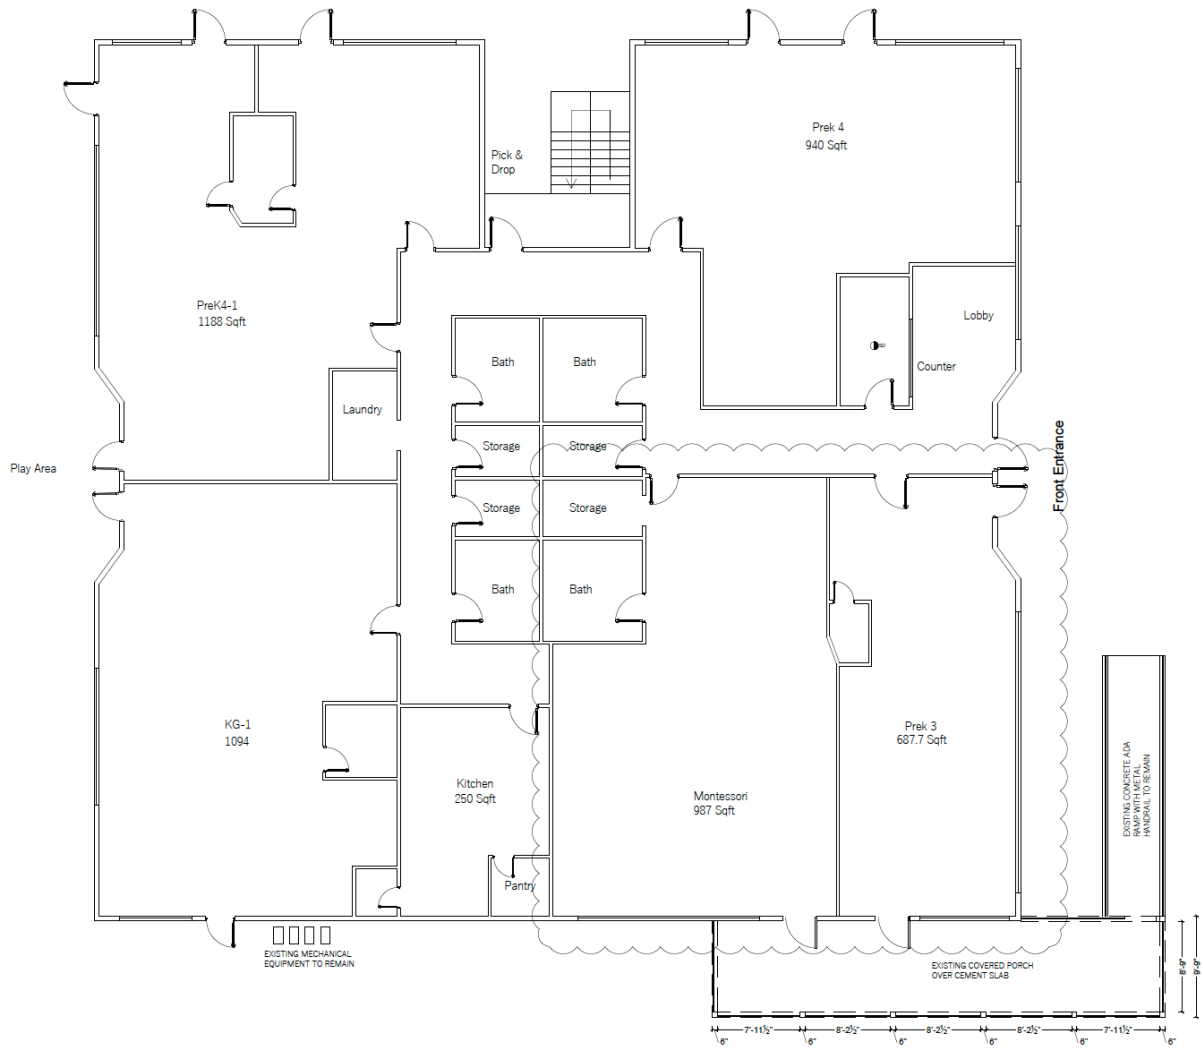 Pick &
Drop
Prek 4
940 Sqft
PreK4-1
1188 Sqft
Lobby
Counter
Bath
Bath
Laundry
Storage
Storage
Play Area
Front Entrance
Storage
Storage
Bath
Bath
KG-1
1094
Prek 3
687.7 Sqft
Kitchen
250 Sqft
Montessori
987 Sqft
EXISTING CONCRETE ADA
RAMP WITH METAL
HANDRAIL TO REMAIN
Pantry
EXISTING MECHANICAL
EQUIPMENT TO REMAIN
EXISTING COVERED PORCH
OVER CEMENT SLAB
8'-9"
9'-9"
7'-11½"
8'-2½"
8'-2½"
8'-2½"
7'-11½"
6"
6"
6"
6"
6"
6"